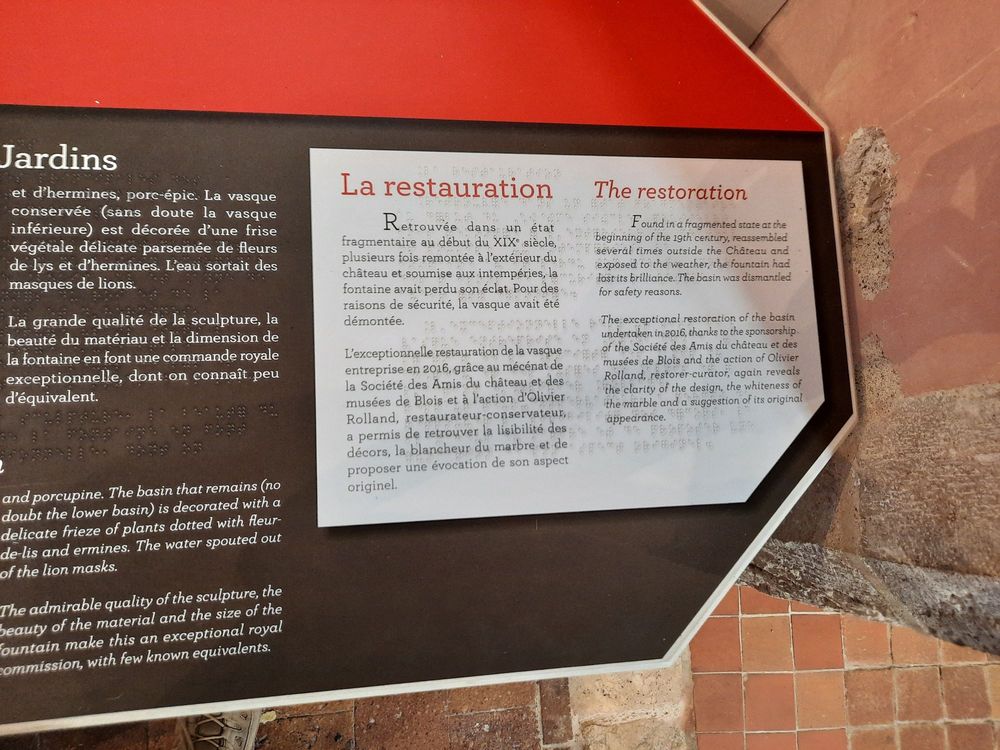 Jardins
et d'hermines, porc-épic. La vasque
conservée (sans doute la vasque
inférieure) est décorée d'une frise
végétale délicate parsemée de fleurs
de lys et d'hermines. L'eau sortait des
masques de lions.
La grande qualité de la sculpture, la
beauté du matériau et la dimension de
la fontaine en font une commande royale
exceptionnelle, dont on connaît peu
d'équivalent.
and porcupine. The basin that remains (no
doubt the lower basin) is decorated with a
delicate frieze of plants dotted with fleur-
de-lis and ermines. The water spouted out
of the lion masks.
The admirable quality of the sculpture, the
beauty of the material and the size of the
fountain make this an exceptional royal
commission, with few known equivalents.
La restauration
Retrouvée dans un état
fragmentaire au début du XIXe siècle,
plusieurs fois remontée à l'extérieur du
château et soumise aux intempéries, la
fontaine avait perdu son éclat. Pour des
raisons de sécurité, la vasque avait été
démontée.
L'exceptionnelle restauration de la vasque
entreprise en 2016, grâce au mécénat de
la Société des Amis du château et des
musées de Blois et à l'action d'Olivier
Rolland, restaurateur-conservateur,
a permis de retrouver la lisibilité des
décors, la blancheur du marbre et de
proposer une évocation de son aspect
originel.
The restoration
Found in a fragmented state at the
beginning of the 19th century, reassembled
several times outside the Château and
exposed to the weather, the fountain had
lost its brilliance. The basin was dismantled
for safety reasons.
The exceptional restoration of the basin
undertaken in 2016, thanks to the sponsorship
of the Société des Amis du château et des
musées de Blois and the action of Olivier
Rolland, restorer-curator, again reveals
the clarity of the design, the whiteness of
the marble and a suggestion of its original
appearance.